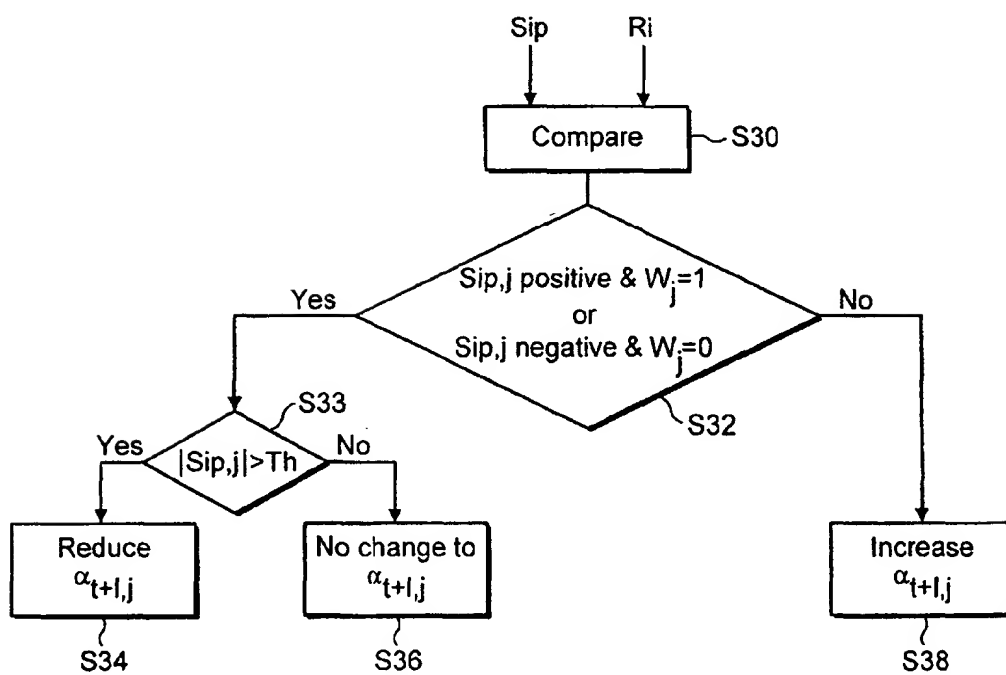 Sip
Ri
Compare
S30
Sip,j positive & Wj=1
or
Sip,j negative & Wj=0
Yes
No
S32
S33
|Sip,j|>Th
Yes
No
Reduce
αt+I,j
No change to
αt+I,j
Increase
αt+I,j
S34
S36
S38